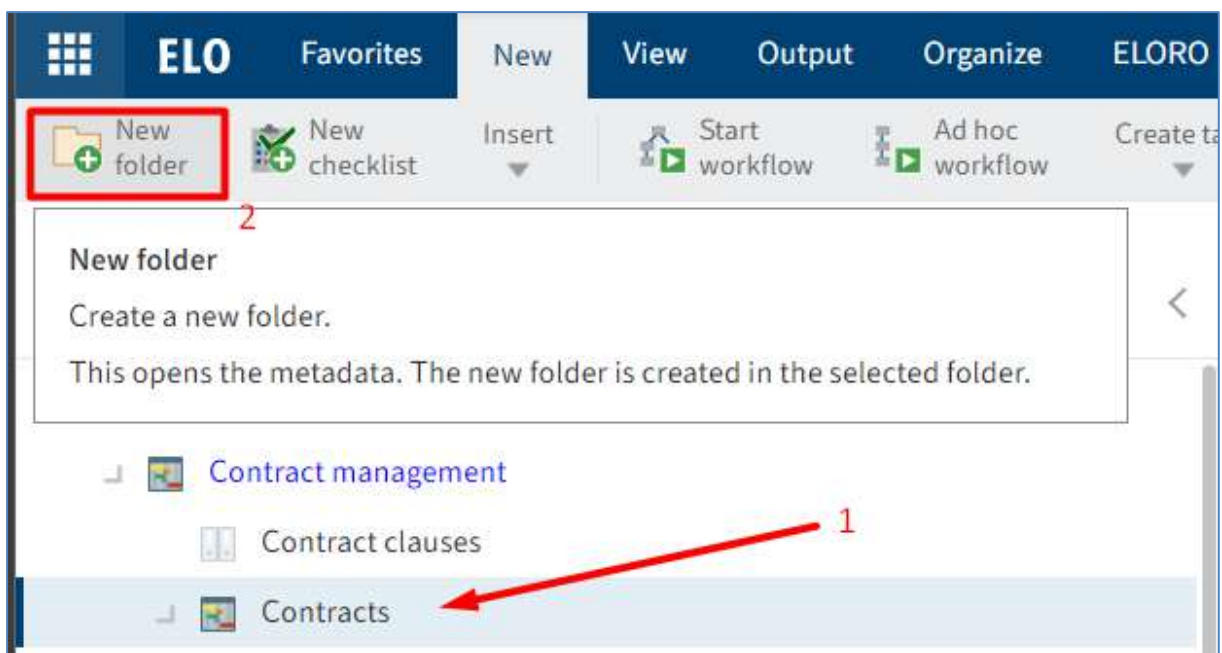 ELO Favorites New View Output Organize ELORO
New folder
New checklist
Insert
Start workflow
Ad hoc workflow
Create ta
2
New folder
Create a new folder.
This opens the metadata. The new folder is created in the selected folder.
Contract management
1
Contract clauses
Contracts